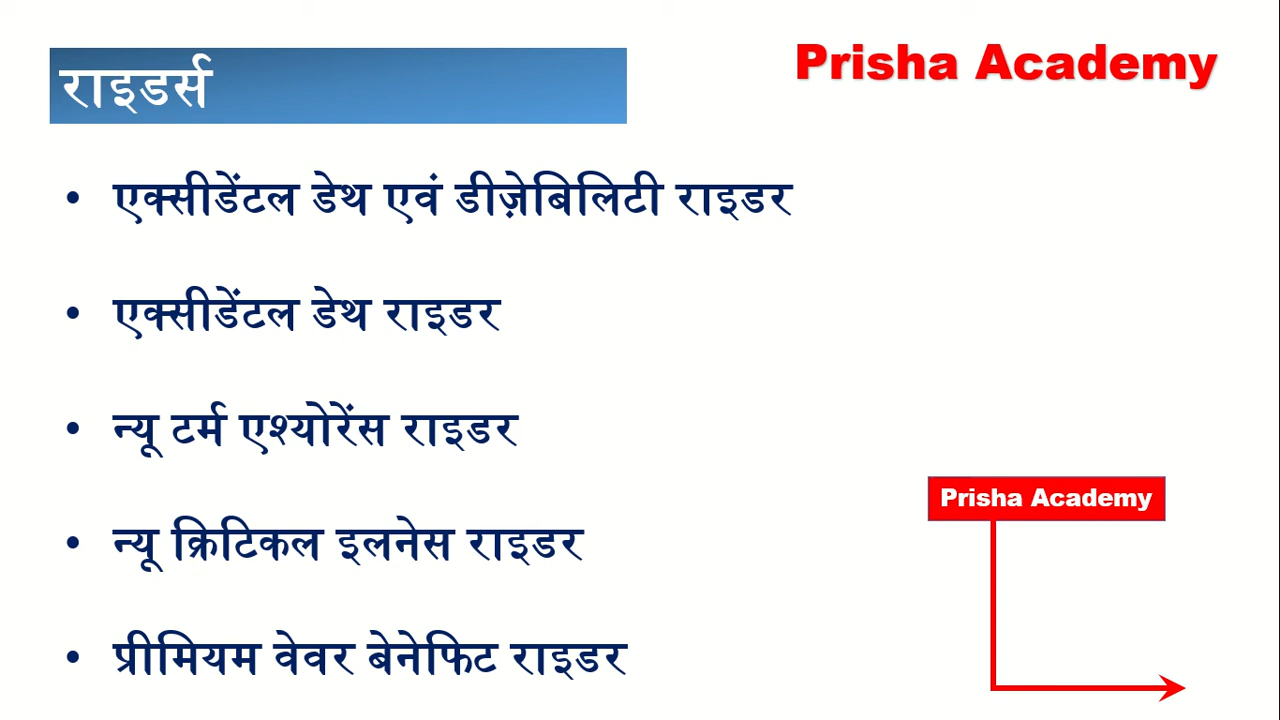 राइडर्स
Prisha Academy
• एक्सीडेंटल डेथ एवं डीज़ेबिलिटी राइडर
• एक्सीडेंटल डेथ राइडर
• न्यू टर्म एश्योरेंस राइडर
• न्यू क्रिटिकल इलनेस राइडर
• प्रीमियम वेवर बेनेफिट राइडर
Prisha Academy